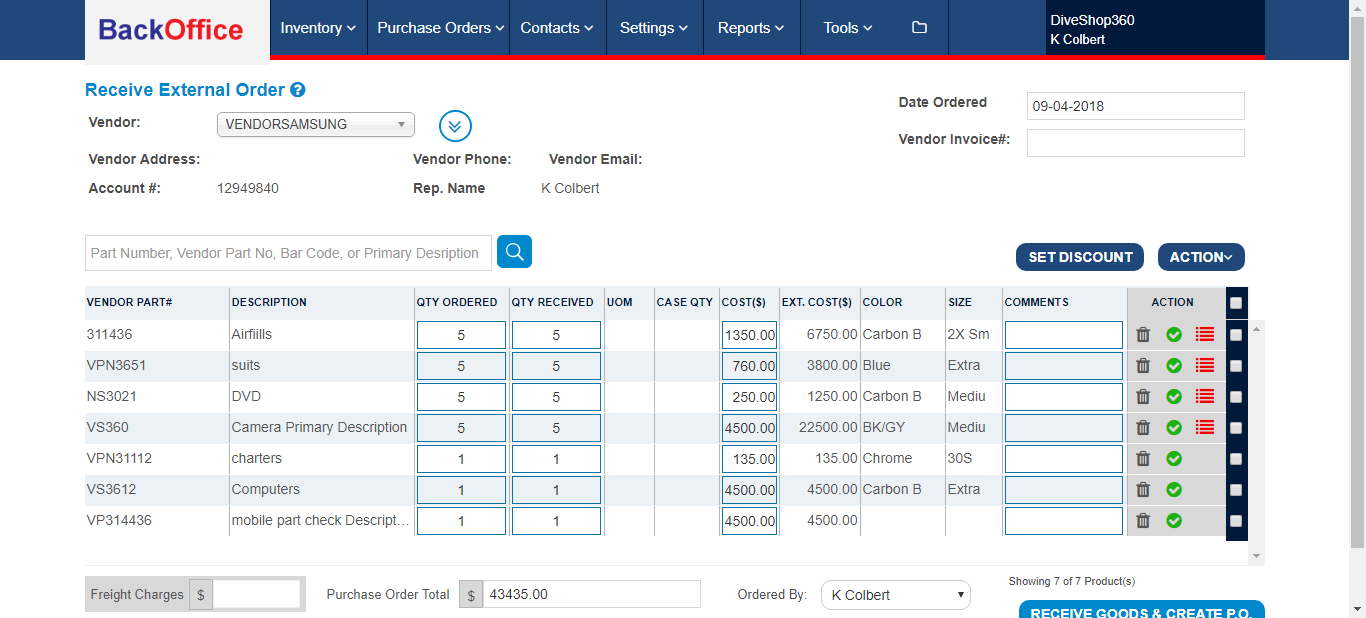 BackOffice
Inventory
Purchase Orders
Contacts
Settings
Reports
Tools
DiveShop360
K Colbert
Receive External Order ?
Vendor: VENDORSAMSUNG
Date Ordered 09-04-2018
Vendor Invoice#:
Vendor Address: Vendor Phone: Vendor Email:
Account #: 12949840 Rep. Name K Colbert
Part Number, Vendor Part No, Bar Code, or Primary Desription
SET DISCOUNT ACTION
VENDOR PART# DESCRIPTION QTY ORDERED QTY RECEIVED UOM CASE QTY COST($) EXT. COST($) COLOR SIZE COMMENTS ACTION
311436 Airfiills 5 5 1350.00 6750.00 Carbon B 2X Sm
VPN3651 suits 5 5 760.00 3800.00 Blue Extra
NS3021 DVD 5 5 250.00 1250.00 Carbon B Mediu
VS360 Camera Primary Description 5 5 4500.00 22500.00 BK/GY Mediu
VPN31112 charters 1 1 135.00 135.00 Chrome 30S
VS3612 Computers 1 1 4500.00 4500.00 Carbon B Extra
VP314436 mobile part check Descript... 1 1 4500.00 4500.00
Showing 7 of 7 Product(s)
Freight Charges $ Purchase Order Total $ 43435.00 Ordered By: K Colbert
RECEIVE GOODS & CREATE P.O.